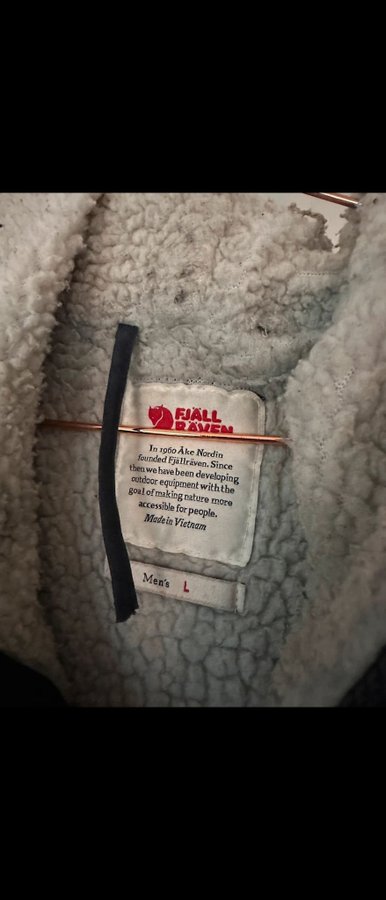 FJÄLL
RÄVEN
In 1960 Åke Nordin
founded Fjällräven. Since
then we have been developing
outdoor equipment with the
goal of making nature more
accessible for people.
Made in Vietnam
Men's L